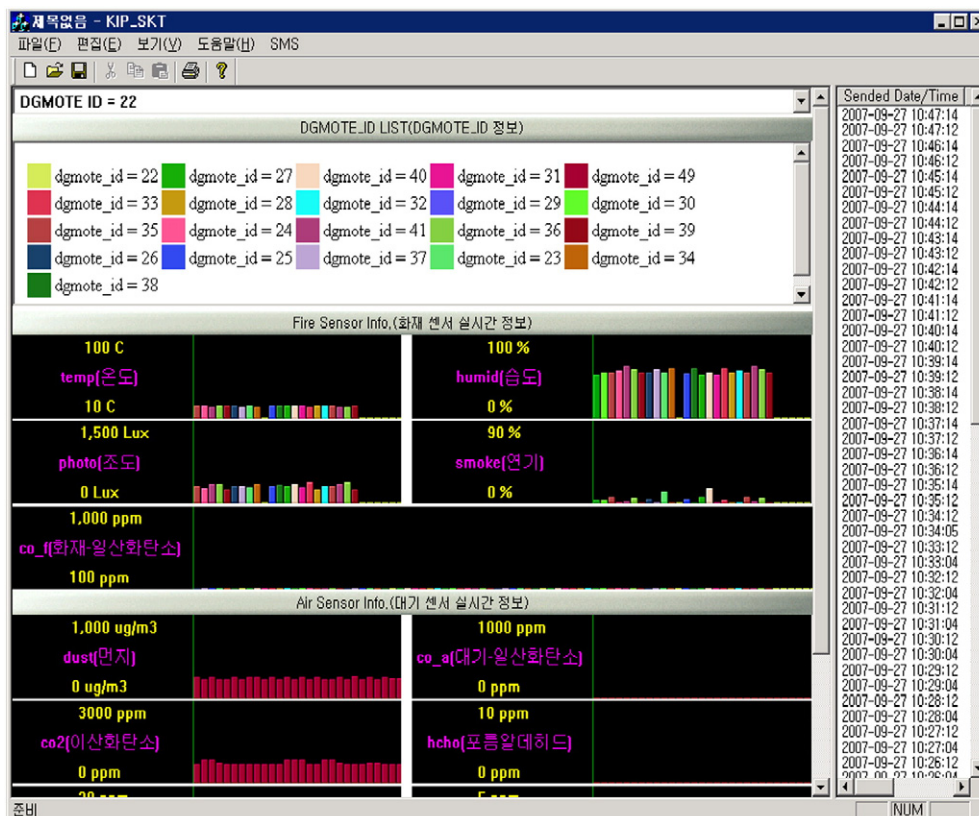 제목없음 - KIP_SKT
파일(F) 편집(E) 보기(V) 도움말(H) SMS
DGMOTE ID = 22
DGMOTE_ID LIST(DGMOTE_ID 정보)
dgmote_id = 22 dgmote_id = 27 dgmote_id = 40 dgmote_id = 31 dgmote_id = 49
dgmote_id = 33 dgmote_id = 28 dgmote_id = 32 dgmote_id = 29 dgmote_id = 30
dgmote_id = 35 dgmote_id = 24 dgmote_id = 41 dgmote_id = 36 dgmote_id = 39
dgmote_id = 26 dgmote_id = 25 dgmote_id = 37 dgmote_id = 23 dgmote_id = 34
dgmote_id = 38
Fire Sensor Info.(화재 센서 실시간 정보)
100 C
temp(온도)
10 C
100 %
humid(습도)
0 %
1,500 Lux
photo(조도)
0 Lux
90 %
smoke(연기)
0 %
1,000 ppm
co_f(화재-일산화탄소)
100 ppm
Air Sensor Info.(대기 센서 실시간 정보)
1,000 ug/m3
dust(먼지)
0 ug/m3
1000 ppm
co_a(대기-일산화탄소)
0 ppm
3000 ppm
co2(이산화탄소)
0 ppm
10 ppm
hcho(포름알데히드)
0 ppm
Sended Date/Time
2007-09-27 10:47:14
2007-09-27 10:47:12
2007-09-27 10:46:14
2007-09-27 10:46:12
2007-09-27 10:45:14
2007-09-27 10:45:12
2007-09-27 10:44:14
2007-09-27 10:44:12
2007-09-27 10:43:14
2007-09-27 10:43:12
2007-09-27 10:42:14
2007-09-27 10:42:12
2007-09-27 10:41:14
2007-09-27 10:41:12
2007-09-27 10:40:14
2007-09-27 10:40:12
2007-09-27 10:39:14
2007-09-27 10:39:12
2007-09-27 10:38:14
2007-09-27 10:38:12
2007-09-27 10:37:14
2007-09-27 10:37:12
2007-09-27 10:36:14
2007-09-27 10:36:12
2007-09-27 10:35:14
2007-09-27 10:35:12
2007-09-27 10:34:12
2007-09-27 10:34:05
2007-09-27 10:33:12
2007-09-27 10:33:04
2007-09-27 10:32:12
2007-09-27 10:32:04
2007-09-27 10:31:12
2007-09-27 10:31:04
2007-09-27 10:30:12
2007-09-27 10:30:04
2007-09-27 10:29:12
2007-09-27 10:29:04
2007-09-27 10:28:12
2007-09-27 10:28:04
2007-09-27 10:27:12
2007-09-27 10:27:04
2007-09-27 10:26:12
준비
NUM